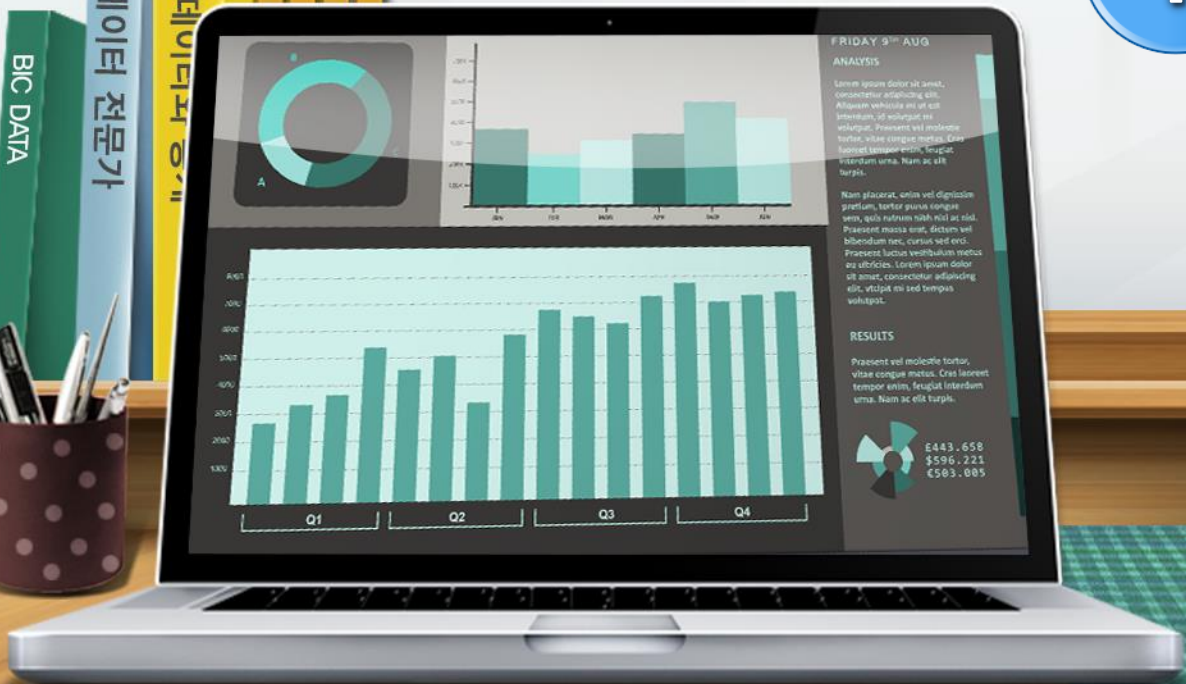 BIC DATA
이터 전문가
FRIDAY 9TH AUG
ANALYSIS
Lorem ipsum dolor sit amet,
consectetur adipiscing elit.
Aliquam vehicula mi ut est
interdum, id volutpat mi
volutpat. Praesent vel molestie
tortor, vitae congue metus. Cras
laoreet tempor enim, feugiat
interdum urna. Nam ac elit
turpis.
Nam placerat, enim vel dignissim
pretium, tortor purus congue
sem, quis rutrum nibh nisi ac nisl.
Praesent massa erat, dictum vel
bibendum nec, cursus sed orci.
Praesent luctus vestibulum metus
eu ultricies. Lorem ipsum dolor
sit amet, consectetur adipiscing
elit, mi sed tempus
volutpat.
RESULTS
Praesent vel molestie tortor,
vitae congue metus. Cras laoreet
tempor enim, feugiat interdum
urna. Nam ac elit turpis.
£443.658
$596.221
€503.005
B
A
Q1
Q2
Q3
Q4